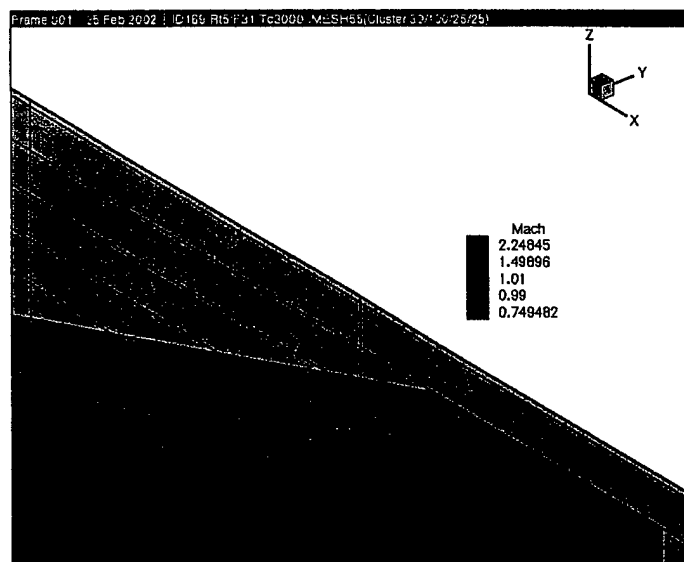 Frame 001 25 Feb 2002 ID169 Rt5 F31 Tc3000 MESH55(Cluster
Z
Y
X
Mach
2.24845
1.49896
1.01
0.99
0.749482